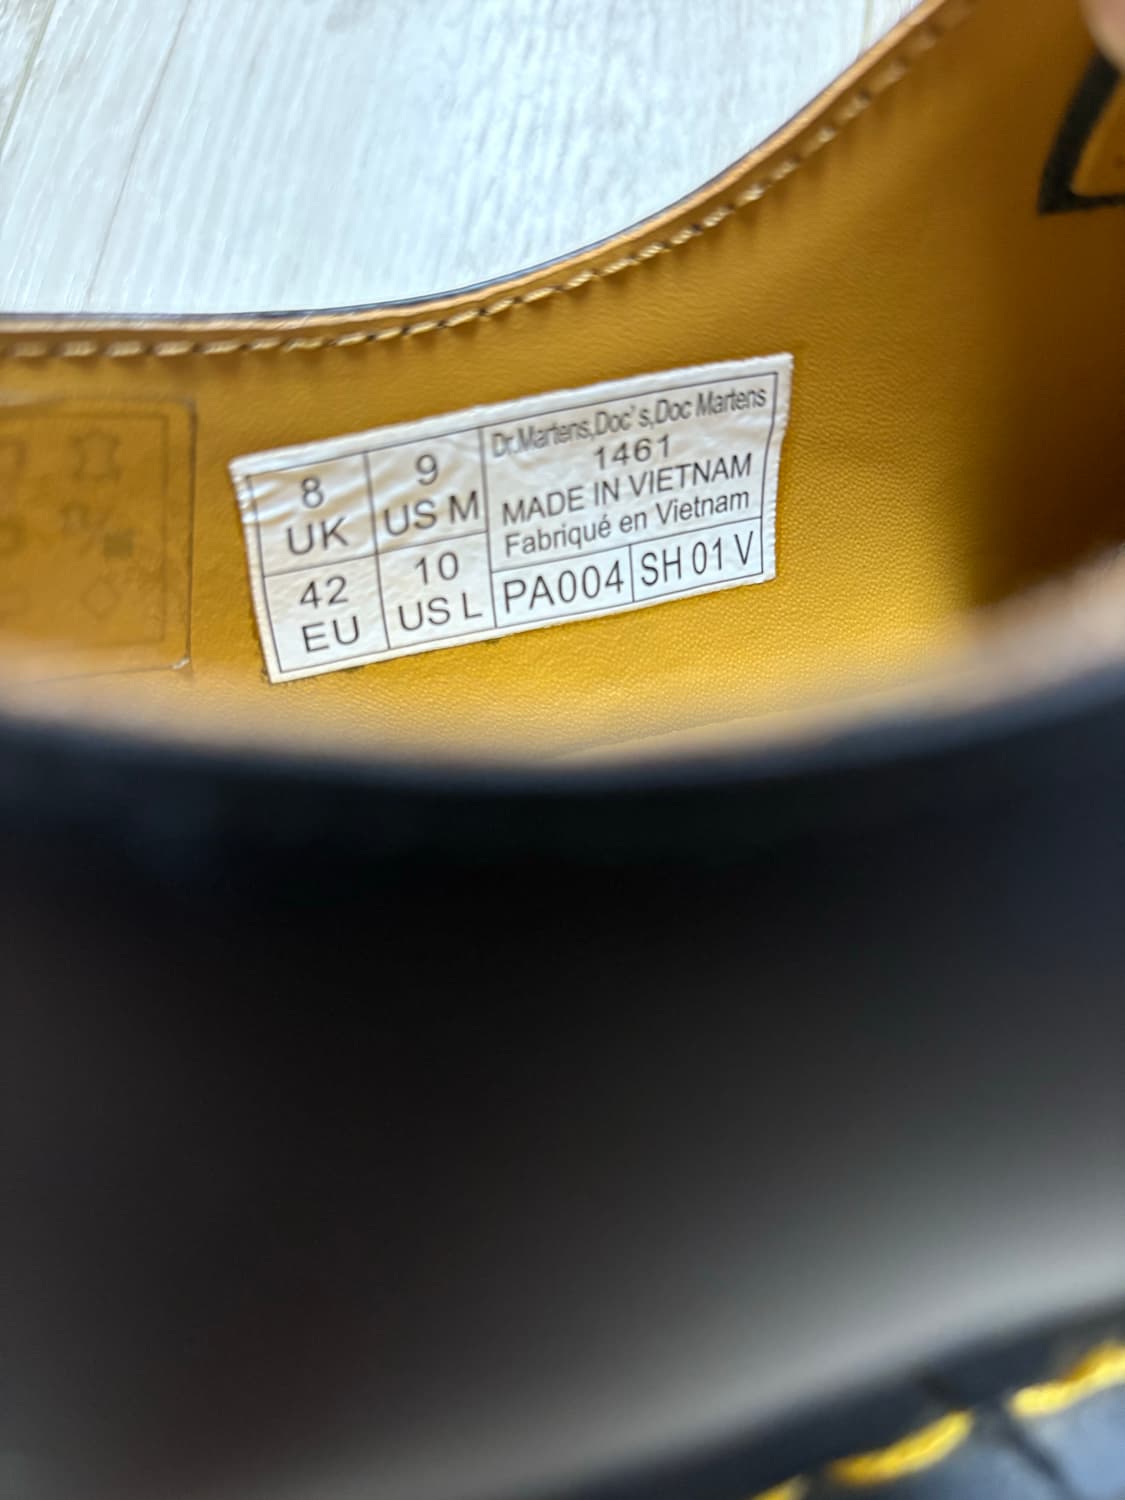 8
UK
9
US M
42
EU
10
US L
Dr.Martens,Doc's,Doc Martens
1461
MADE IN VIETNAM
Fabriqué en Vietnam
PA004
SH 01 V